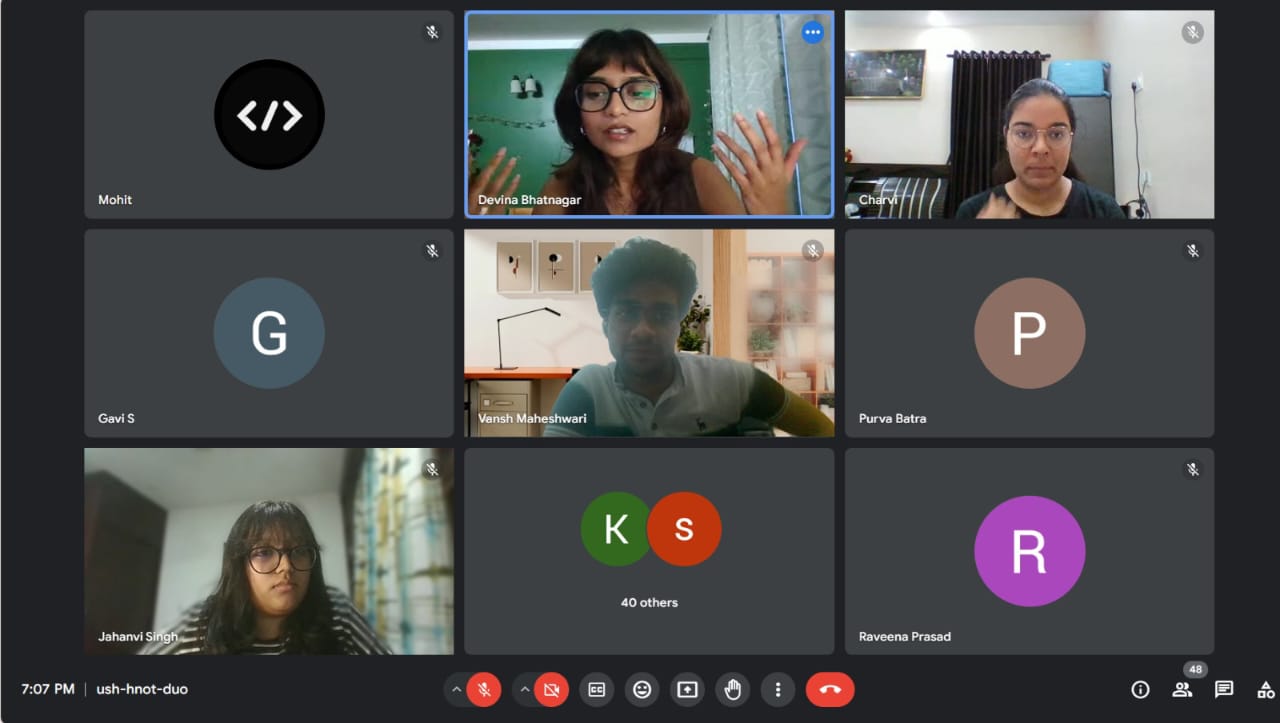 </>
Mohit
Devina Bhatnagar
Charvi
G
Gavi S
Vansh Maheshwari
P
Purva Batra
Jahanvi Singh
K S
40 others
R
Raveena Prasad
7:07 PM | ush-hnot-duo
CC
48